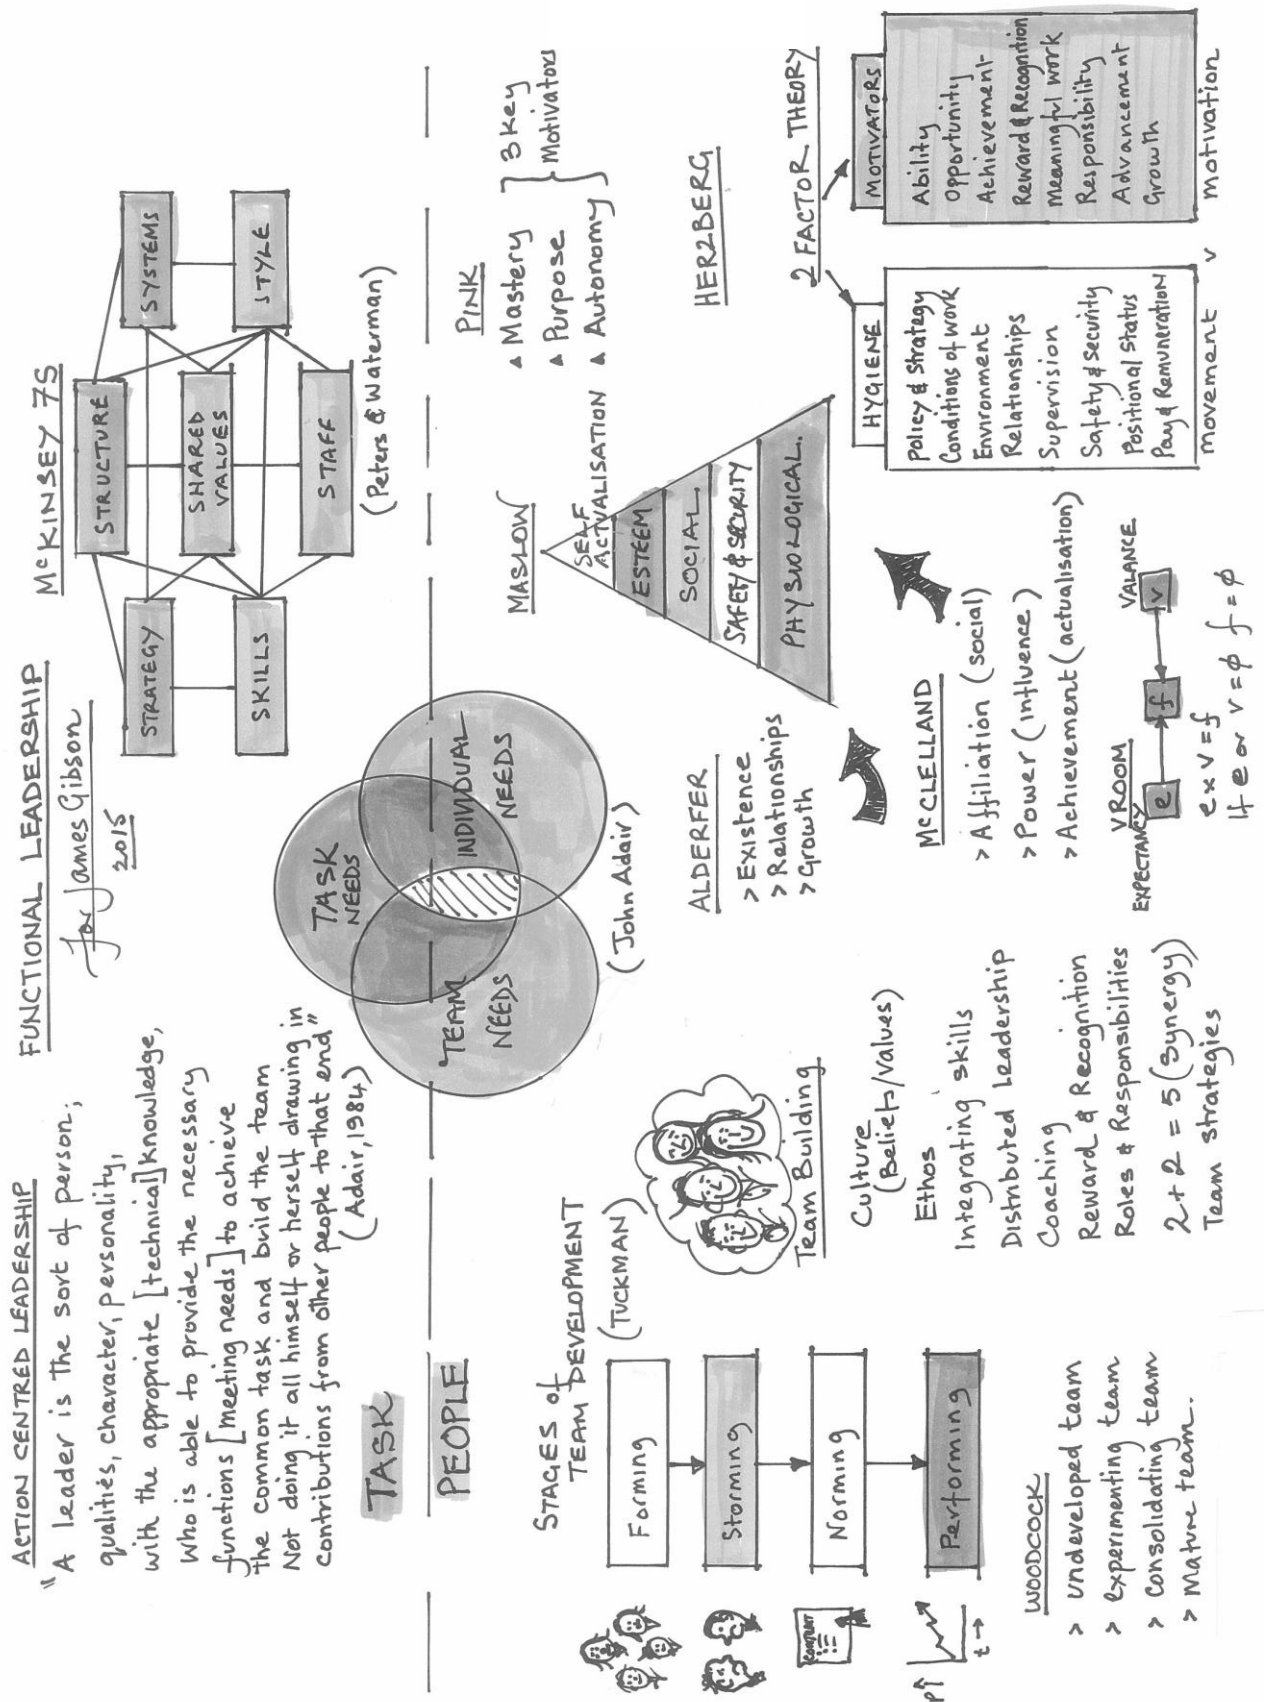 ACTION CENTRED LEADERSHIP
"A leader is the sort of person,
qualities, character, personality,
with the appropriate [technical] knowledge,
who is able to provide the necessary
functions [meeting needs] to achieve
the common task and build the team
Not doing it all himself or herself drawing in
contributions from other people to that end"
(Adair, 1984)
FUNCTIONAL LEADERSHIP
James Gibson
2015
McKINSEY 7S
STRUCTURE
STRATEGY
SYSTEMS
SHARED
VALUES
SKILLS
STYLE
STAFF
(Peters & Waterman)
TASK
PEOPLE
TASK
NEEDS
TEAM
NEEDS
INDIVIDUAL
NEEDS
(John Adair)
STAGES of
TEAM DEVELOPMENT
(TUCKMAN)
Forming
Storming
Norming
Performing
P↑
t→
WOODCOCK
> undeveloped team
> experimenting team
> Consolidating team
> Mature team.
Team Building
Culture
(Beliefs/values)
Ethos
Integrating skills
Distributed Leadership
Coaching
Reward & Recognition
Roles & Responsibilities
2+2=5 (synergy)
Team strategies
MASLOW
SELF
ACTUALISATION
ESTEEM
SOCIAL
SAFETY & SECURITY
PHYSIOLOGICAL.
PINK
Mastery
Purpose
Autonomy
3 Key
Motivators
ALDERFER
> Existence
> Relationships
> Growth
McCLELLAND
> Affiliation (social)
> Power (influence)
> Achievement (actualisation)
VROOM
EXPECTANCY
VALANCE
e
f
v
e x v = f
If e or v = ϕ f = ϕ
HERZBERG
2 FACTOR THEORY
HYGIENE
Policy & Strategy
Conditions of work
Environment
Relationships
Supervision
Safety & security
Positional Status
Pay & Remuneration
MOTIVATORS
Ability
Opportunity
Achievement
Reward & Recognition
Meaningful work
Responsibility
Advancement
Growth
movement v motivation